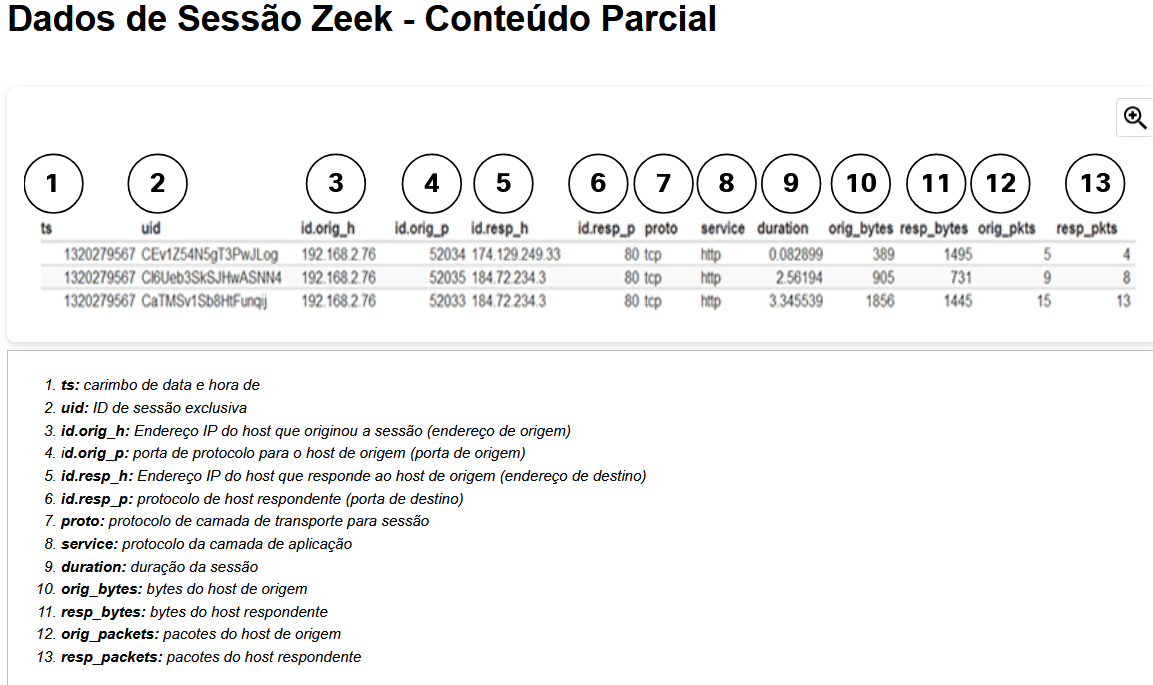 Dados de Sessão Zeek - Conteúdo Parcial
1 2 3 4 5 6 7 8 9 10 11 12 13
ts uid id.orig_h id.orig_p id.resp_h id.resp_p proto service duration orig_bytes resp_bytes orig_pkts resp_pkts
1320279567 CEv1Z54N5gT3PwJLog 192.168.2.76 52034 174.129.249.33 80 tcp http 0.082899 389 1495 5 4
1320279567 CI6Ueb3SkSJHwASNN4 192.168.2.76 52035 184.72.234.3 80 tcp http 2.56194 905 731 9 8
1320279567 CaTMSv1Sb8HtFunqij 192.168.2.76 52033 184.72.234.3 80 tcp http 3.345539 1856 1445 15 13
1. ts: carimbo de data e hora de
2. uid: ID de sessão exclusiva
3. id.orig_h: Endereço IP do host que originou a sessão (endereço de origem)
4. id.orig_p: porta de protocolo para o host de origem (porta de origem)
5. id.resp_h: Endereço IP do host que responde ao host de origem (endereço de destino)
6. id.resp_p: protocolo de host respondente (porta de destino)
7. proto: protocolo de camada de transporte para sessão
8. service: protocolo da camada de aplicação
9. duration: duração da sessão
10. orig_bytes: bytes do host de origem
11. resp_bytes: bytes do host respondente
12. orig_packets: pacotes do host de origem
13. resp_packets: pacotes do host respondente